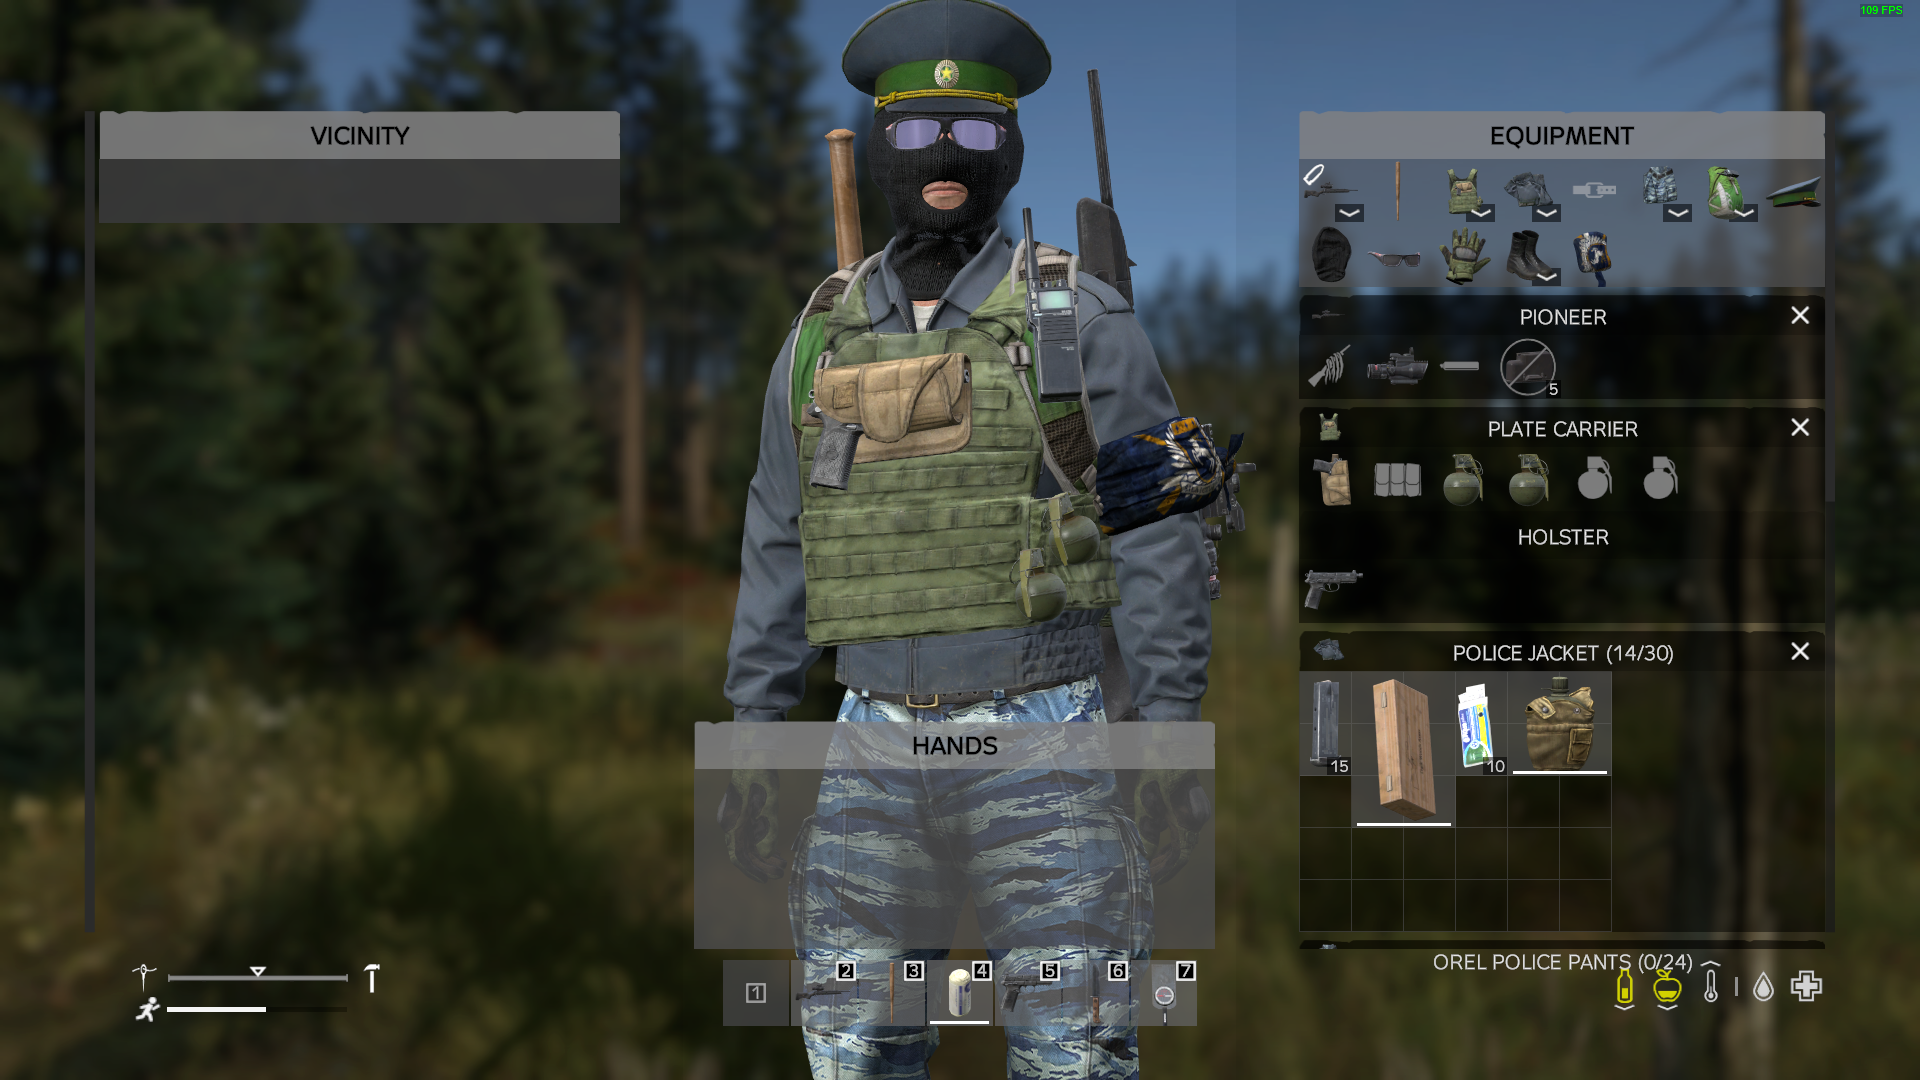 109 FPS
VICINITY
EQUIPMENT
PIONEER
5
PLATE CARRIER
HOLSTER
POLICE JACKET (14/30)
15
10
HANDS
OREL POLICE PANTS (0/24)
1
2
3
4
5
6
7